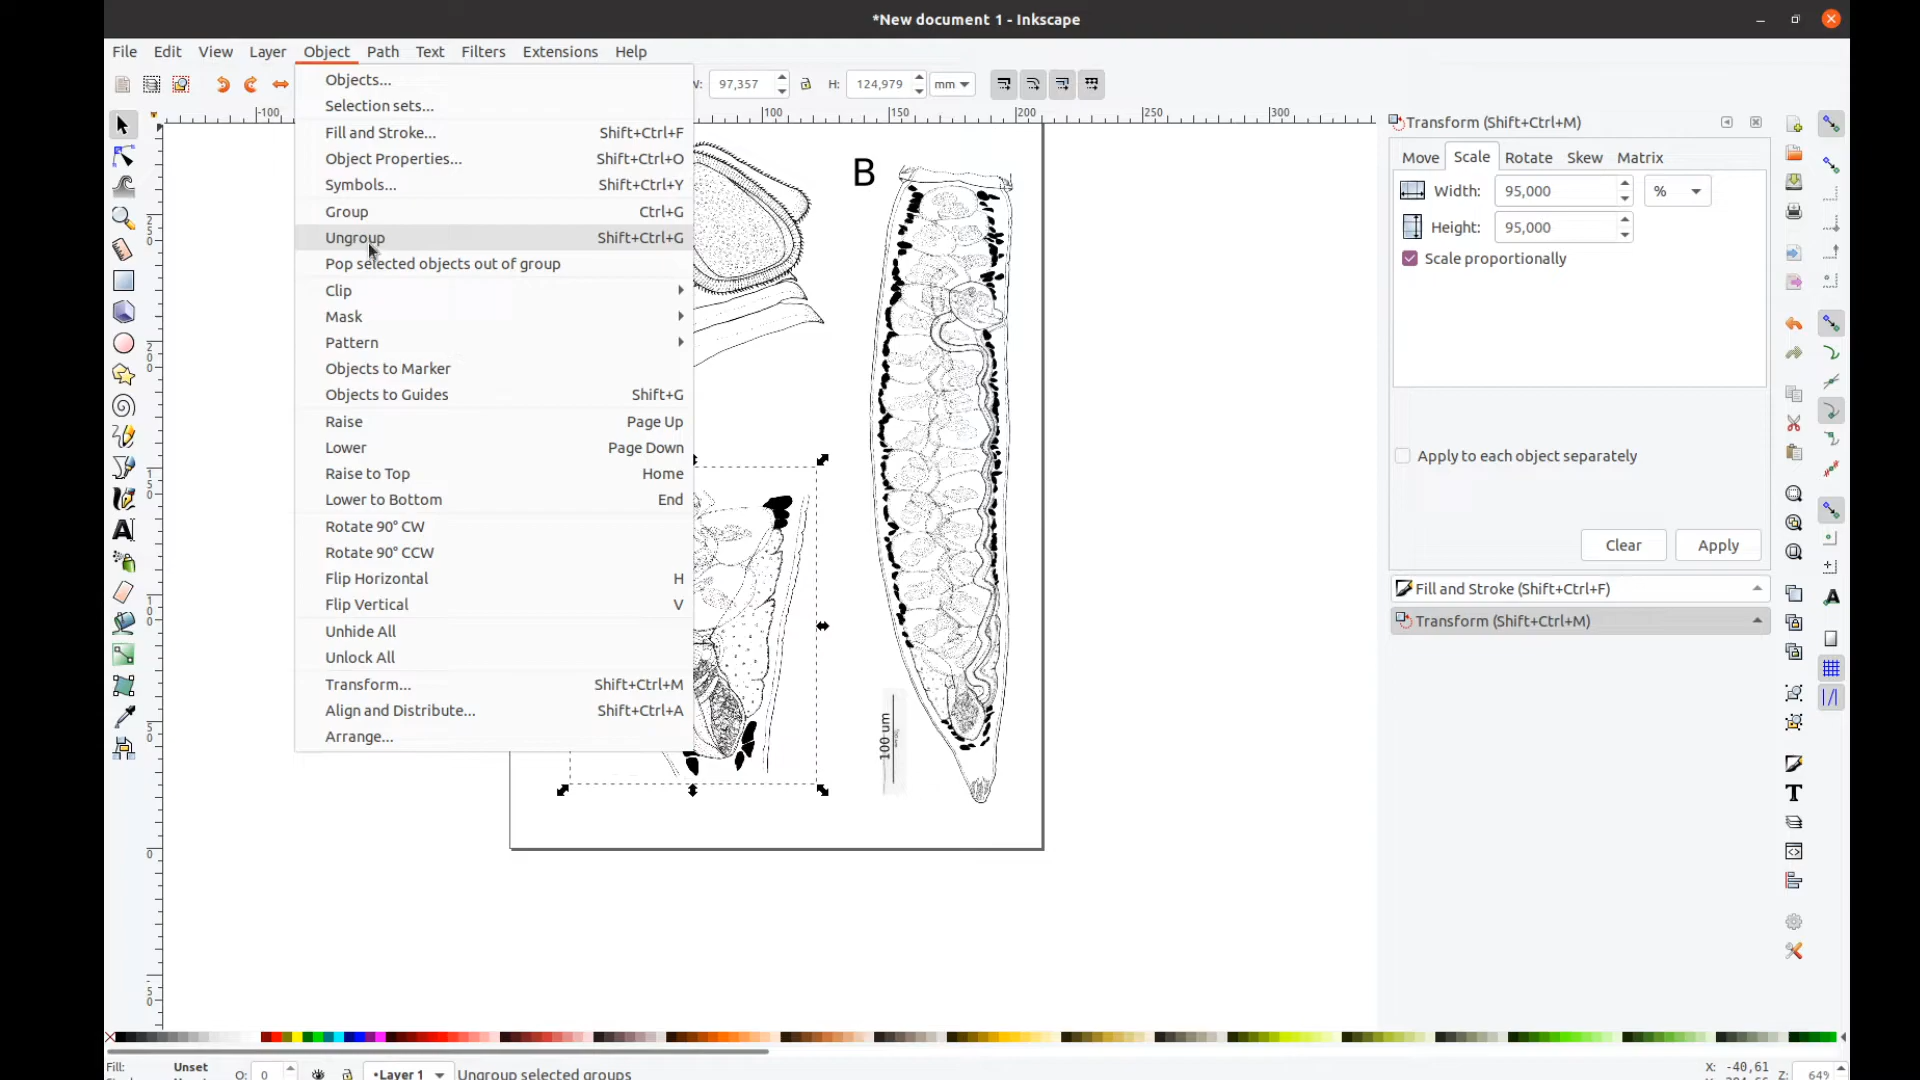 *New document 1 - Inkscape
File Edit View Layer Object Path Text Filters Extensions Help
97,357 H: 124,979 mm
-100 100 150 200 250 300
Objects...
Selection sets...
Fill and Stroke... Shift+Ctrl+F
Object Properties... Shift+Ctrl+O
Symbols... Shift+Ctrl+Y
Group Ctrl+G
Ungroup Shift+Ctrl+G
Pop selected objects out of group
Clip
Mask
Pattern
Objects to Marker
Objects to Guides Shift+G
Raise Page Up
Lower Page Down
Raise to Top Home
Lower to Bottom End
Rotate 90° CW
Rotate 90° CCW
Flip Horizontal H
Flip Vertical V
Unhide All
Unlock All
Transform... Shift+Ctrl+M
Align and Distribute... Shift+Ctrl+A
Arrange...
B
100 um
Transform (Shift+Ctrl+M)
Move Scale Rotate Skew Matrix
Width: 95,000 %
Height: 95,000
Scale proportionally
Apply to each object separately
Clear Apply
Fill and Stroke (Shift+Ctrl+F)
Transform (Shift+Ctrl+M)
Fill: Unset
O: 0 •Layer 1 Ungroup selected groups
X: -40,61
Z: 64%